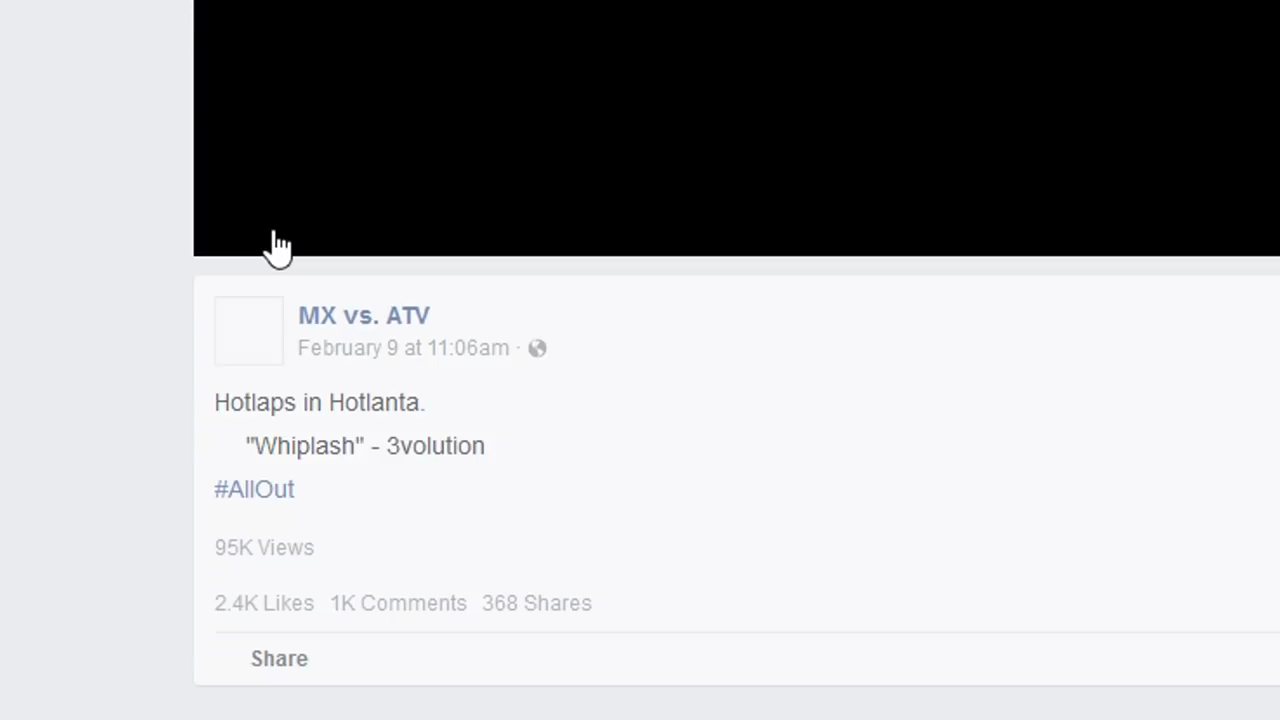 MX vs. ATV
February 9 at 11:06am ·
Hotlaps in Hotlanta.
"Whiplash" - 3volution
#AllOut
95K Views
2.4K Likes 1K Comments 368 Shares
Share